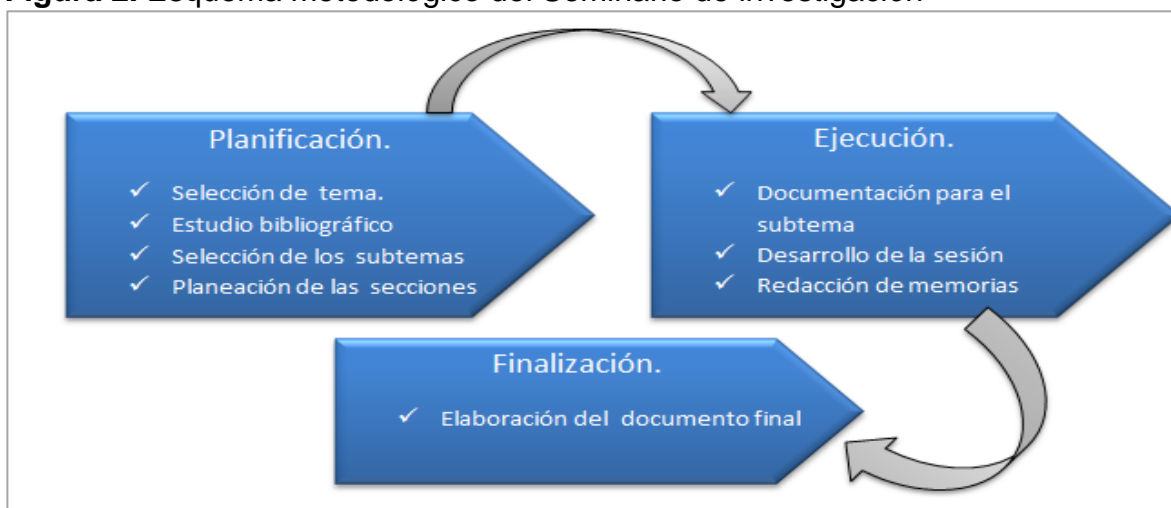 Planificación.
✓ Selección de tema.
✓ Estudio bibliográfico
✓ Selección de los subtemas
✓ Planeación de las secciones
Ejecución.
✓ Documentación para el
subtema
✓ Desarrollo de la sesión
✓ Redacción de memorias
Finalización.
✓ Elaboración del documento final